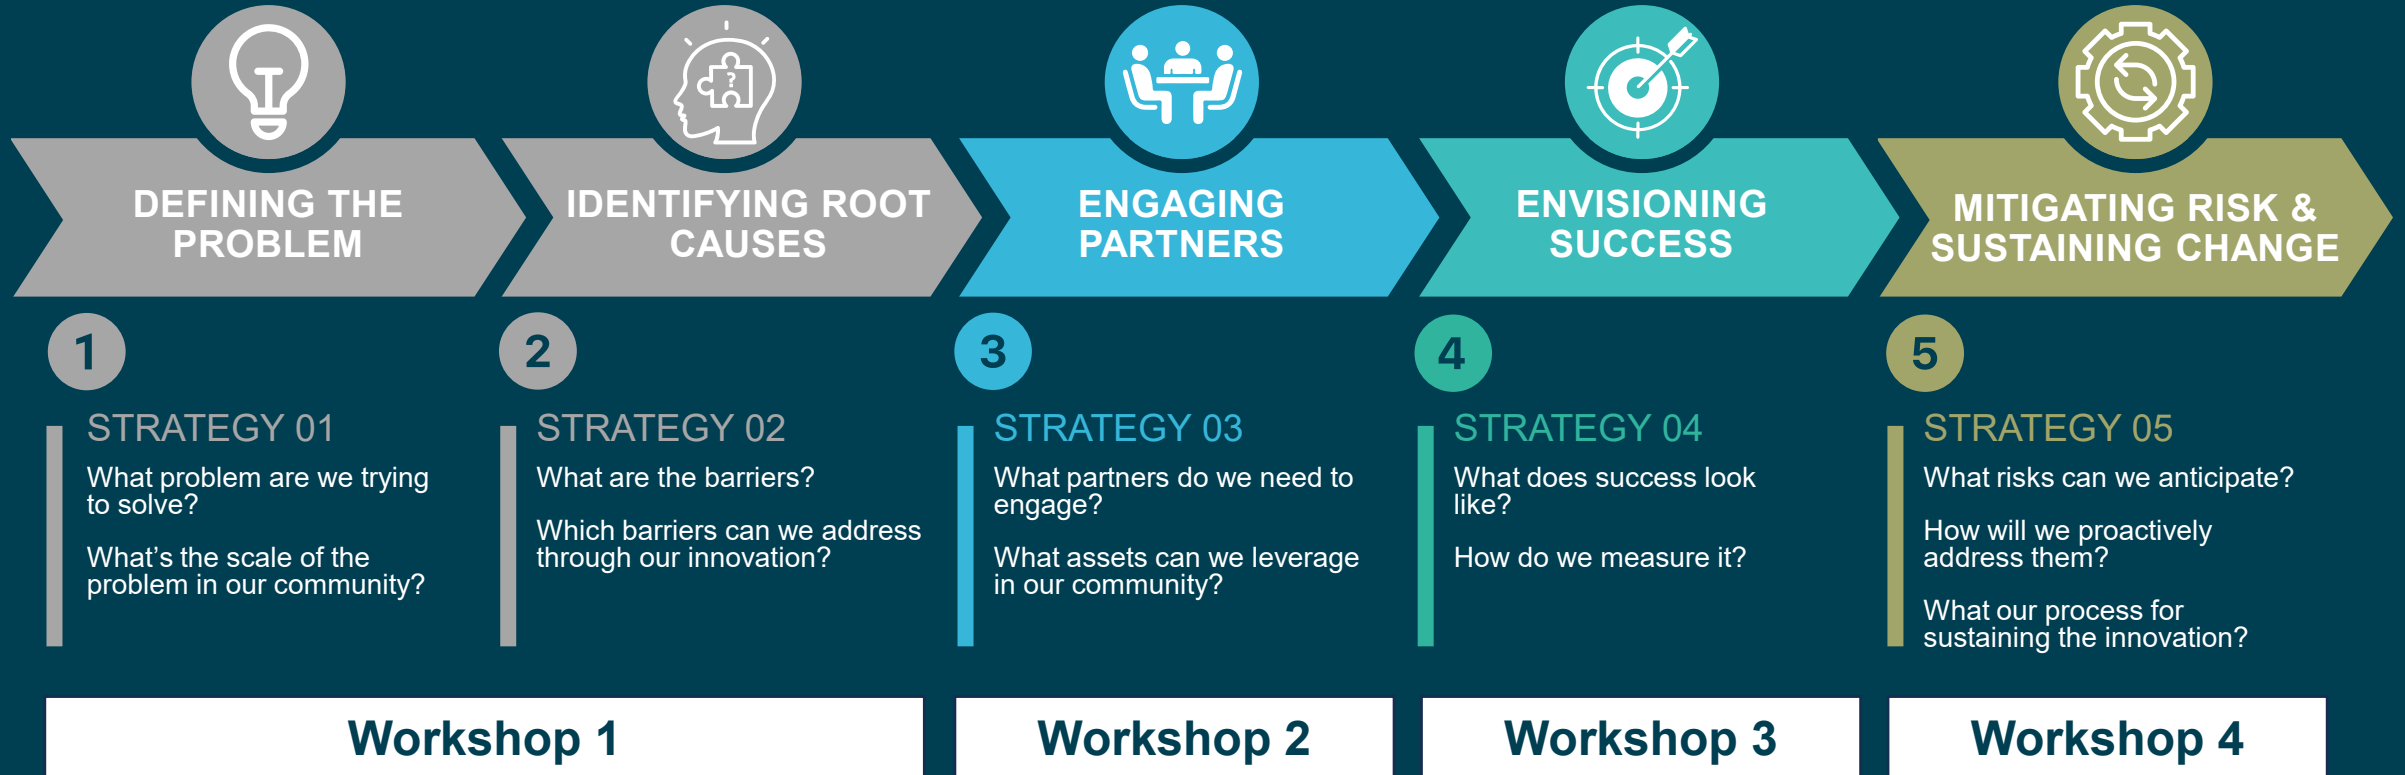 ?
DEFINING THE
PROBLEM
IDENTIFYING ROOT
CAUSES
ENGAGING
PARTNERS
ENVISIONING
SUCCESS
MITIGATING RISK &
SUSTAINING CHANGE
1
STRATEGY 01
What problem are we trying
to solve?
What’s the scale of the
problem in our community?
2
STRATEGY 02
What are the barriers?
Which barriers can we address
through our innovation?
3
STRATEGY 03
What partners do we need to
engage?
What assets can we leverage
in our community?
4
STRATEGY 04
What does success look
like?
How do we measure it?
5
STRATEGY 05
What risks can we anticipate?
How will we proactively
address them?
What our process for
sustaining the innovation?
Workshop 1
Workshop 2
Workshop 3
Workshop 4